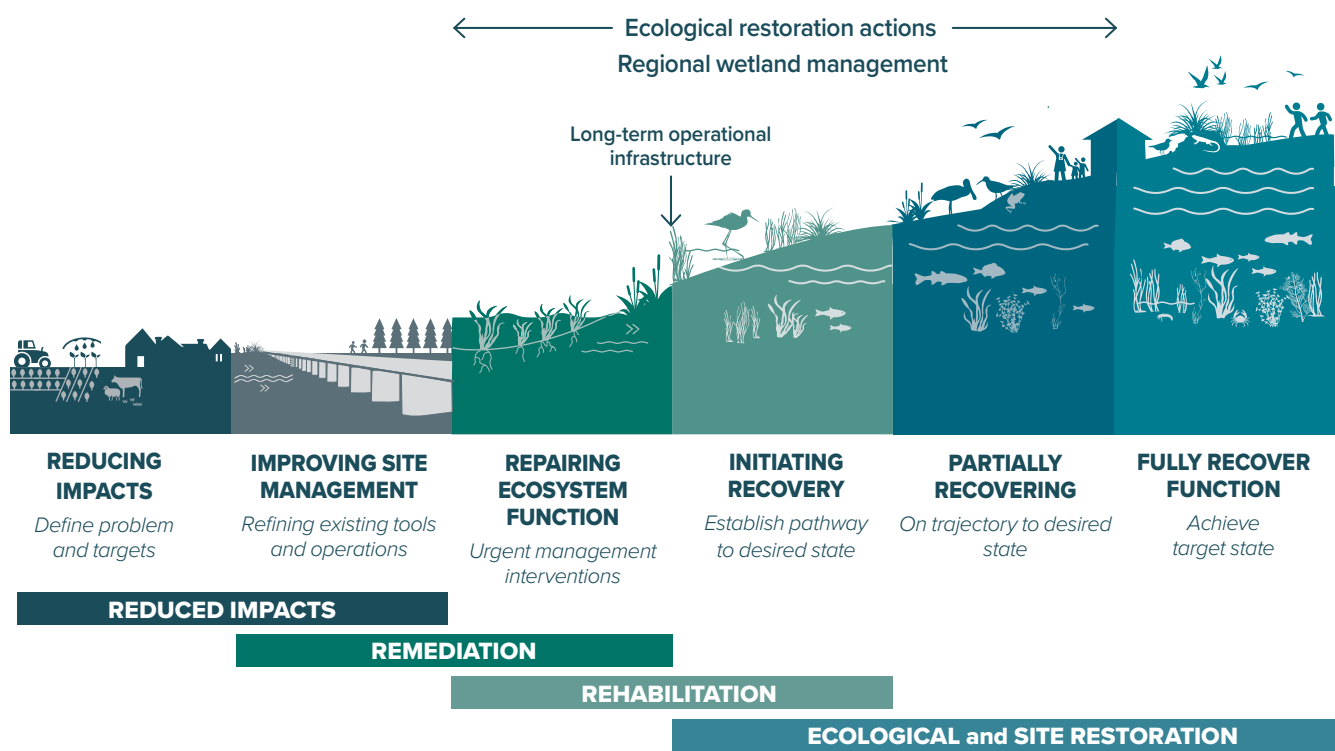 Ecological restoration actions
Regional wetland management
Long-term operational
infrastructure
REDUCING
IMPACTS
Define problem
and targets
IMPROVING SITE
MANAGEMENT
Refining existing tools
and operations
REPAIRING
ECOSYSTEM
FUNCTION
Urgent management
interventions
INITIATING
RECOVERY
Establish pathway
to desired state
PARTIALLY
RECOVERING
On trajectory to desired
state
FULLY RECOVER
FUNCTION
Achieve
target state
REDUCED IMPACTS
REMEDIATION
REHABILITATION
ECOLOGICAL and SITE RESTORATION